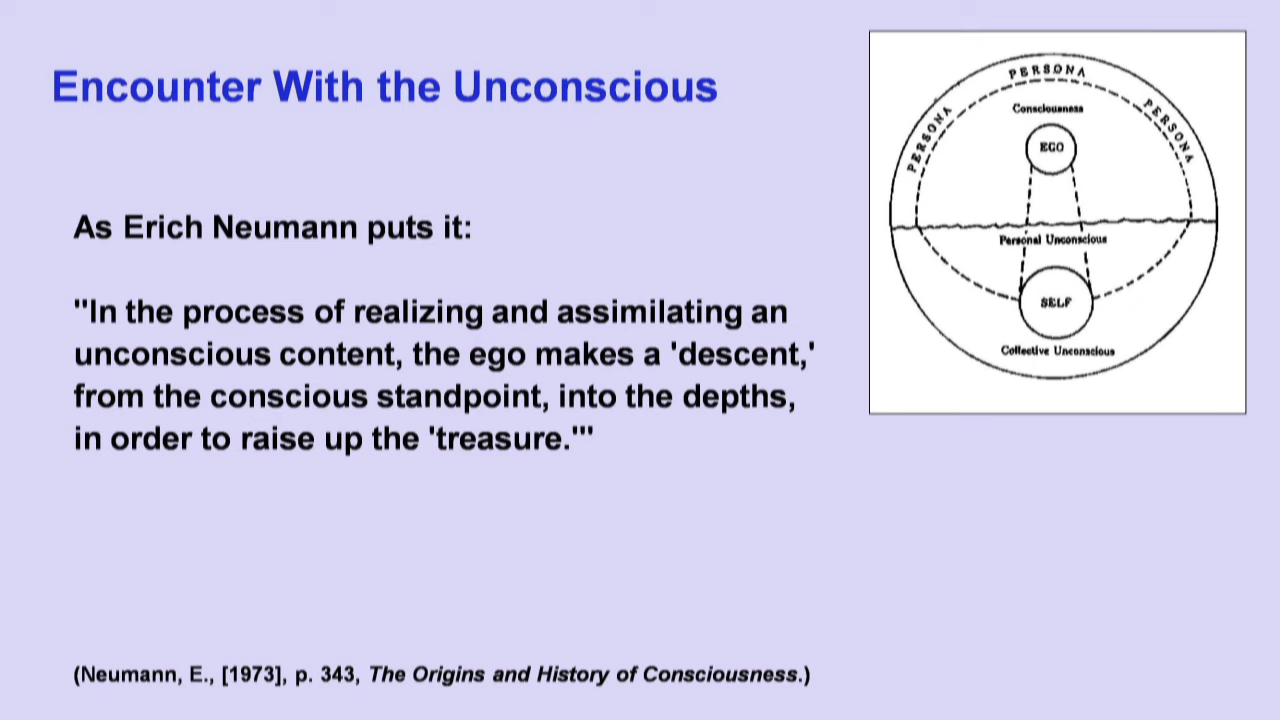 Encounter With the Unconscious
As Erich Neumann puts it:
"In the process of realizing and assimilating an
unconscious content, the ego makes a 'descent,'
from the conscious standpoint, into the depths,
in order to raise up the 'treasure.'"
(Neumann, E., [1973], p. 343, The Origins and History of Consciousness.)
PERSONA
PERSONA
PERSONA
Consciousness
EGO
Personal Unconscious
SELF
Collective Unconscious